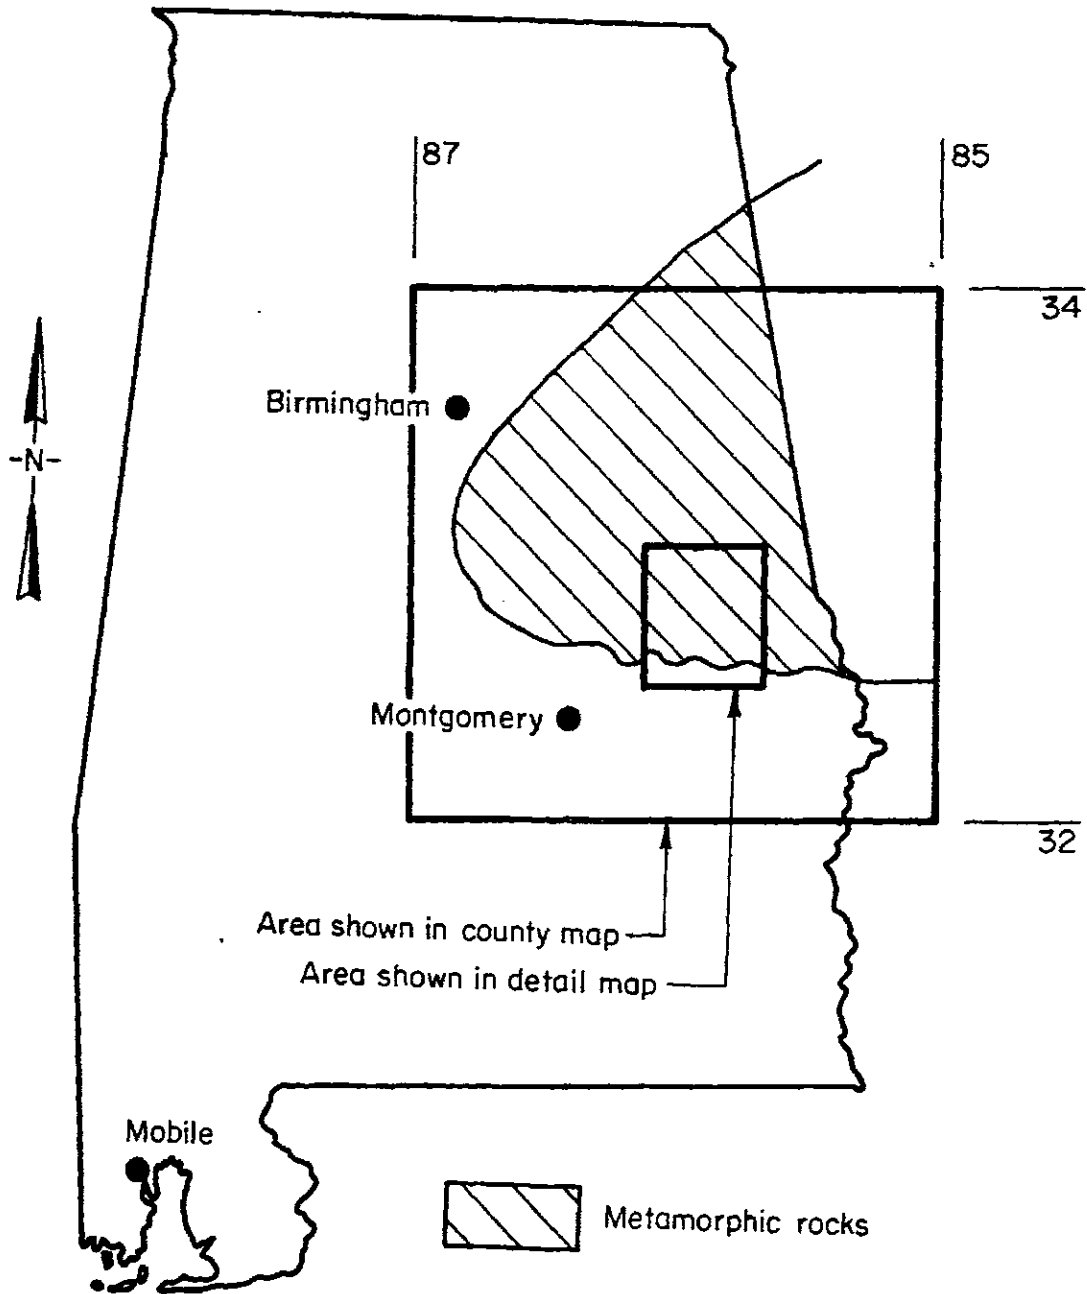 87
85
34
Birmingham
-N-
Montgomery
32
Area shown in county map
Area shown in detail map
Mobile
Metamorphic rocks